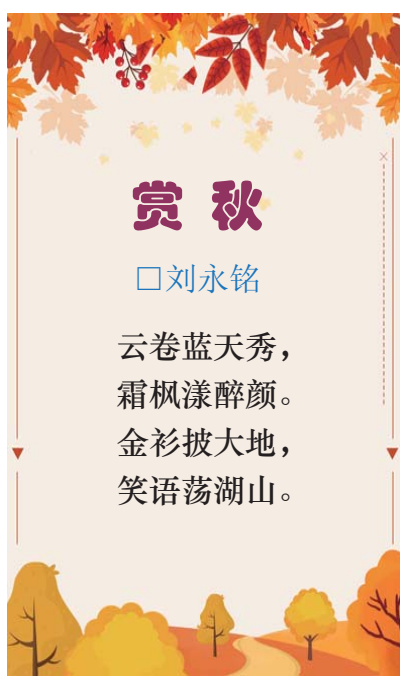 赏秋
□刘永铭
云卷蓝天秀，
霜枫漾醉颜。
金衫披大地，
笑语荡湖山。